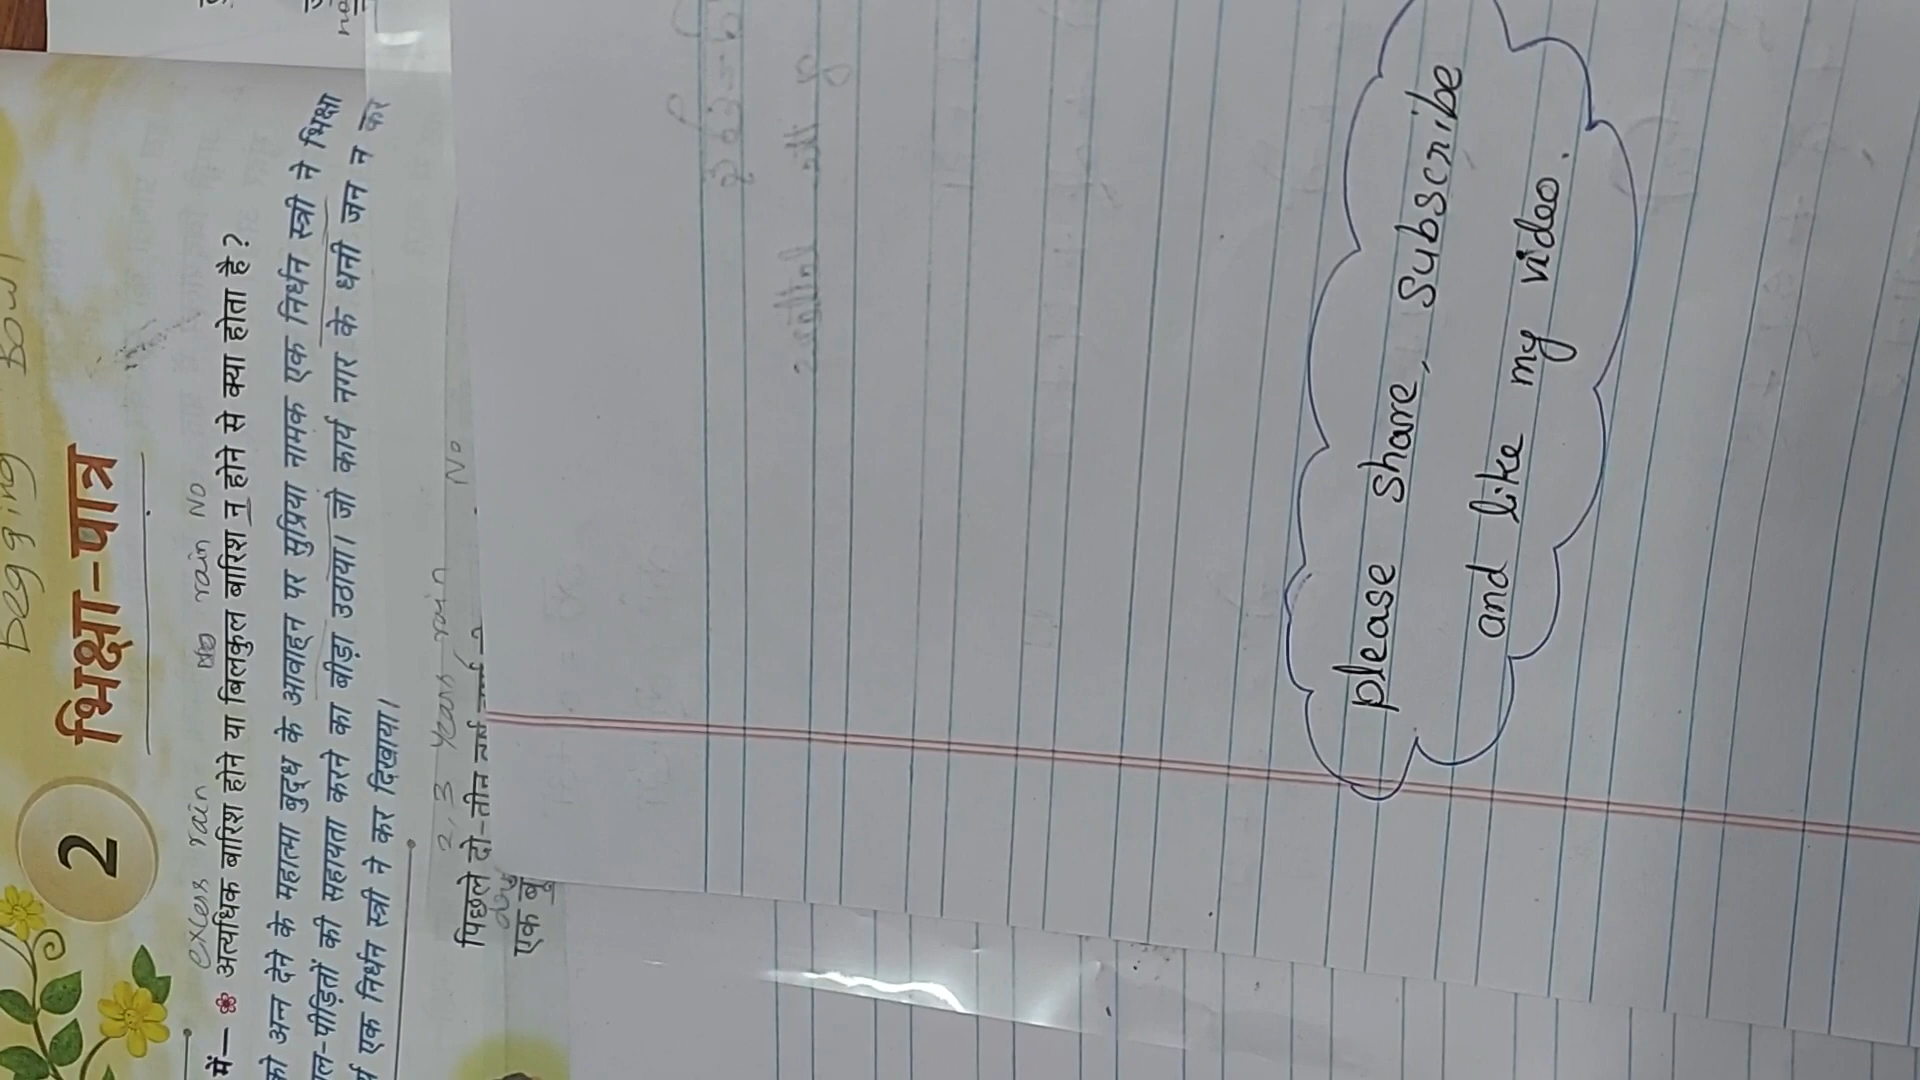 begging Bowl
2 भिक्षा-पात्र
excess rain no rain NO
में— अत्यधिक बारिश होने या बिलकुल बारिश न होने से क्या होता है?
को अन्न देने के महात्मा बुद्ध के आवाहन पर सुप्रिया नामक एक निर्धन स्त्री ने भिक्षा
ल-पीड़ितों की सहायता करने का बीड़ा उठाया। जो कार्य नगर के धनी जन न कर
एक निर्धन स्त्री ने कर दिखाया।
2, 3 Years rain No
पिछले दो-तीन
एक
please share, subscribe
and like my video.